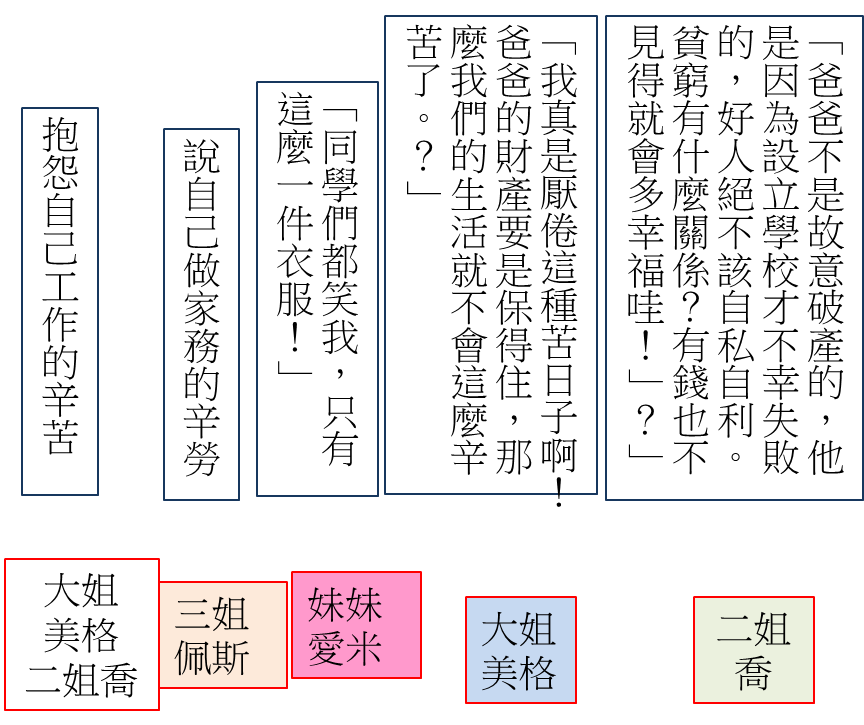 「爸爸不是故意破產的，他
是因為設立學校才不幸失敗
的，好人絕不該自私自利。
貧窮有什麼關係？有錢也不
見得就會多幸福哇！」？」
「我真是厭倦這種苦日子啊！
爸爸的財產要是保得住，那
麼我們的生活就不會這麼辛
苦了。？」
「同學們都笑我，只有
這麼一件衣服！」
說自己做家務的辛勞
抱怨自己工作的辛苦
二姐
喬
大姐
美格
妹妹
愛米
三姐
佩斯
大姐
美格
二姐喬